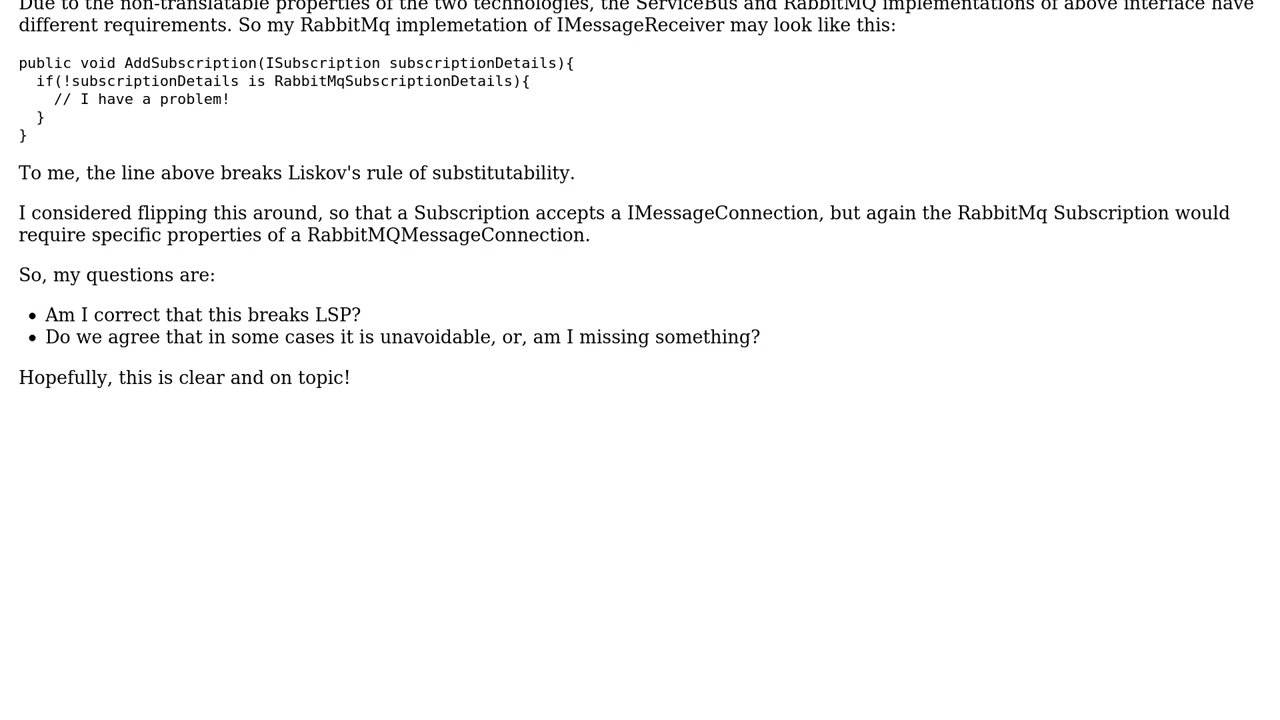 Due to the non-translatable properties of the two technologies, the ServiceBus and RabbitMQ implementations of above interface have
different requirements. So my RabbitMq implemetation of IMessageReceiver may look like this:
public void AddSubscription(ISubscription subscriptionDetails){
  if(!subscriptionDetails is RabbitMqSubscriptionDetails){
    // I have a problem!
  }
}
To me, the line above breaks Liskov's rule of substitutability.
I considered flipping this around, so that a Subscription accepts a IMessageConnection, but again the RabbitMq Subscription would
require specific properties of a RabbitMQMessageConnection.
So, my questions are:
• Am I correct that this breaks LSP?
• Do we agree that in some cases it is unavoidable, or, am I missing something?
Hopefully, this is clear and on topic!